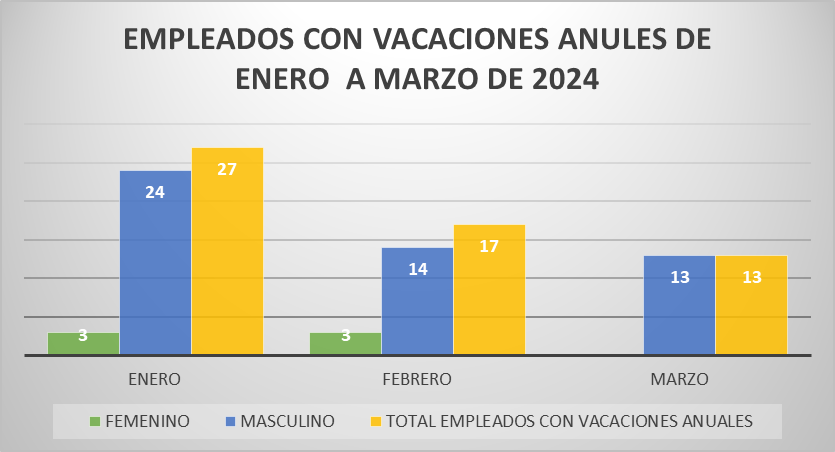 EMPLEADOS CON VACACIONES ANULES DE
ENERO  A MARZO DE 2024
27
24
17
14
13 13
3
3
ENERO FEBRERO MARZO
FEMENINO MASCULINO TOTAL EMPLEADOS CON VACACIONES ANUALES